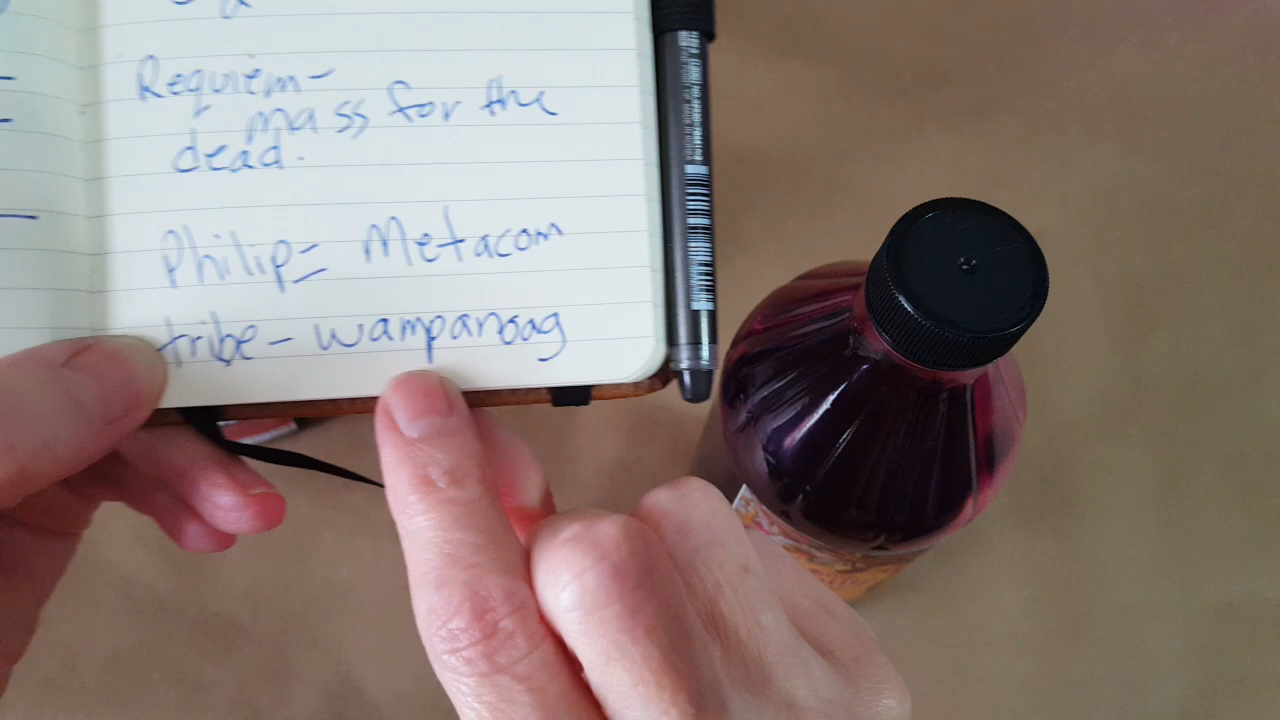 Requiem-
mass for the
dead.
Philip= Metacom
tribe- wampanoag